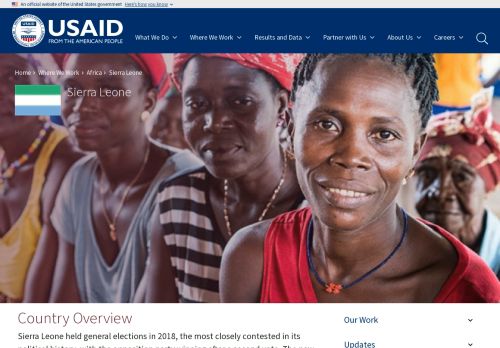 An official website of the United States government Here's how you know
USAID
FROM THE AMERICAN PEOPLE
What We Do Where We Work Results and Data Partner with Us About Us Careers
Home › Where We Work › Africa › Sierra Leone
Sierra Leone
Country Overview
Sierra Leone held general elections in 2018, the most closely contested in its
Our Work
Updates